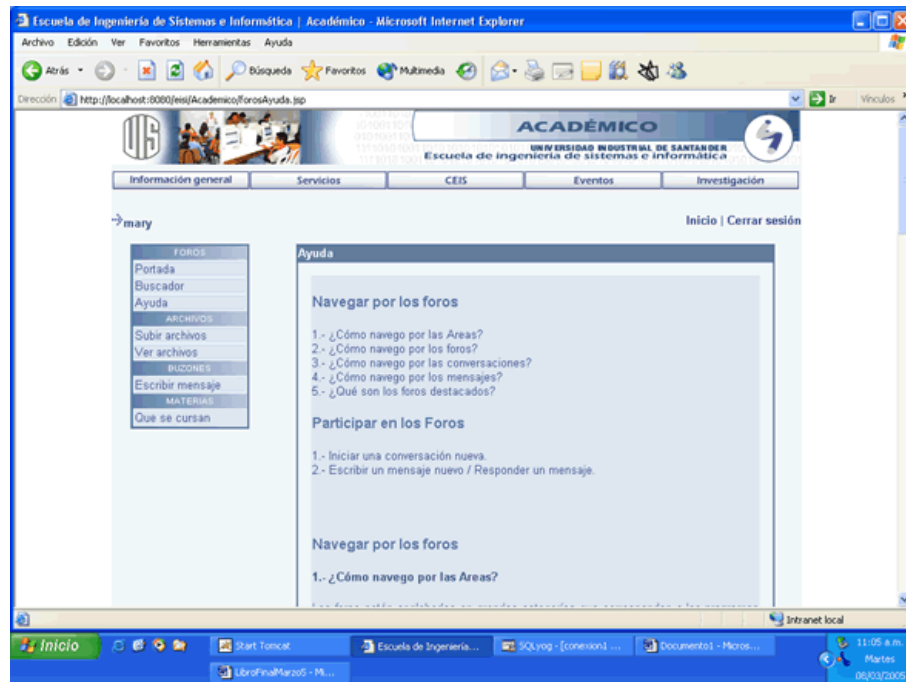 Escuela de Ingeniería de Sistemas e Informática | Académico - Microsoft Internet Explorer
Archivo Edición Ver Favoritos Herramientas Ayuda
Atrás Búsqueda Favoritos Multimedia
Dirección http://localhost:8080/eisi/Academico/forosAyuda.jsp Ir Vínculos
UIS ACADÉMICO
UNIVERSIDAD INDUSTRIAL DE SANTANDER
Escuela de ingeniería de sistemas e informática
Información general Servicios CEIS Eventos Investigación
mary Inicio | Cerrar sesión
FOROS
Portada
Buscador
Ayuda
ARCHIVOS
Subir archivos
Ver archivos
BUZONES
Escribir mensaje
MATERIAS
Que se cursan
Ayuda
Navegar por los foros
1.- ¿Cómo navego por las Areas?
2.- ¿Cómo navego por los foros?
3.- ¿Cómo navego por las conversaciones?
4.- ¿Cómo navego por los mensajes?
5.- ¿Qué son los foros destacados?
Participar en los Foros
1.- Iniciar una conversación nueva.
2.- Escribir un mensaje nuevo / Responder un mensaje.
Navegar por los foros
1.- ¿Cómo navego por las Areas?
Intranet local
Inicio Start Tomcat Escuela de Ingeniería... SQLyog - [conexion1 ... Documento1 - Micros... 11:05 a.m.
LibroFinalMarzo5 - Mi... Martes
08/03/2005